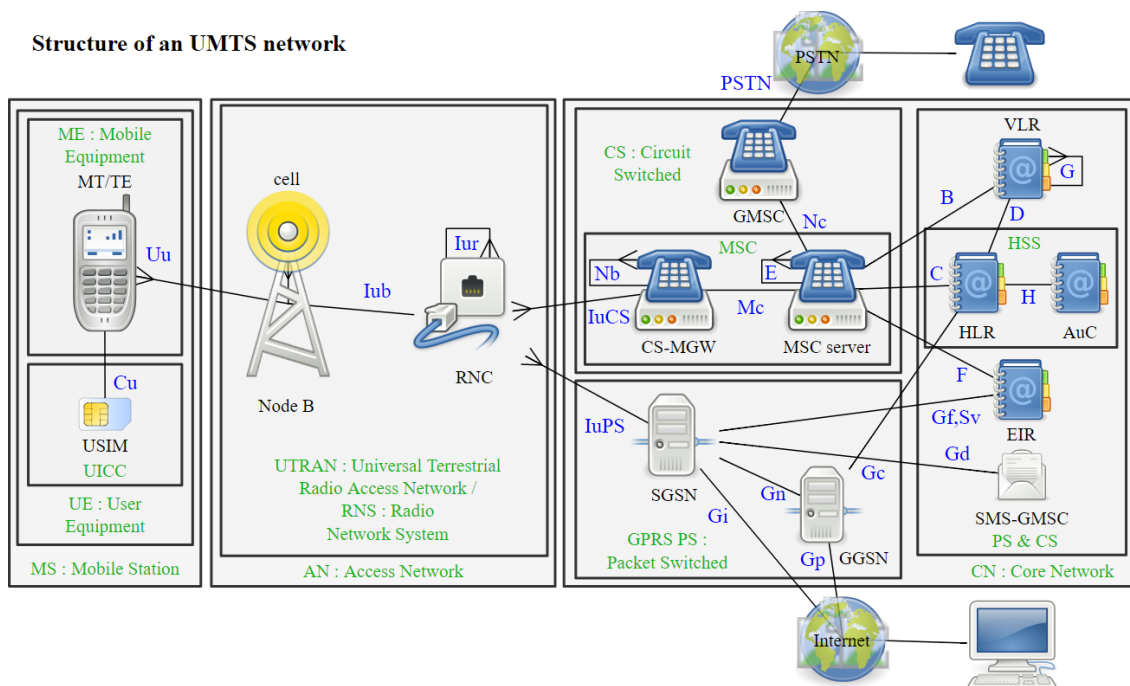 Structure of an UMTS network
PSTN
PSTN
ME : Mobile
Equipment
MT/TE
Uu
Cu
USIM
UICC
UE : User
Equipment
MS : Mobile Station
cell
Iub
Node B
Iur
RNC
UTRAN : Universal Terrestrial
Radio Access Network /
RNS : Radio
Network System
AN : Access Network
CS : Circuit
Switched
GMSC
Nc
MSC
Nb
E
IuCS
Mc
CS-MGW
MSC server
VLR
G
B
D
HSS
C
H
HLR
AuC
F
Gf,Sv
EIR
IuPS
SGSN
Gd
Gc
Gn
Gi
SMS-GMSC
PS & CS
GPRS PS :
Packet Switched
Gp
GGSN
CN : Core Network
Internet